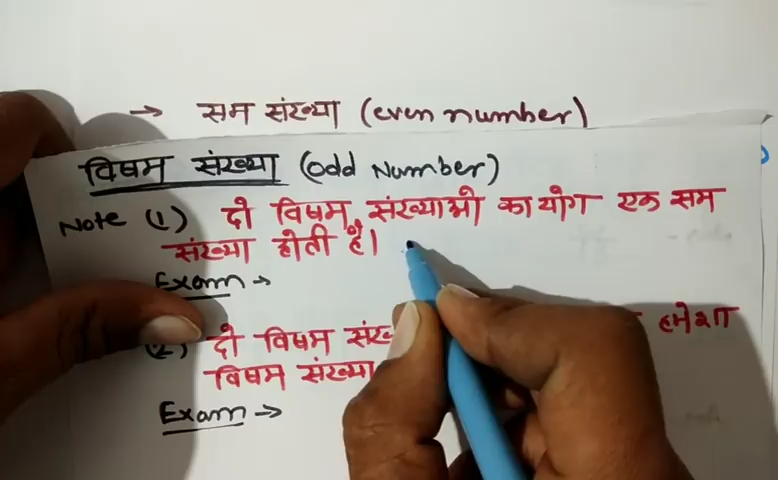 → सम संख्या (even number)
विषम संख्या (odd Number)
Note (1) दो विषम संख्याओ का योग एक सम
संख्या होती है।
Exam →
(2) दो विषम हमेशा
विषम संख्या
Exam →